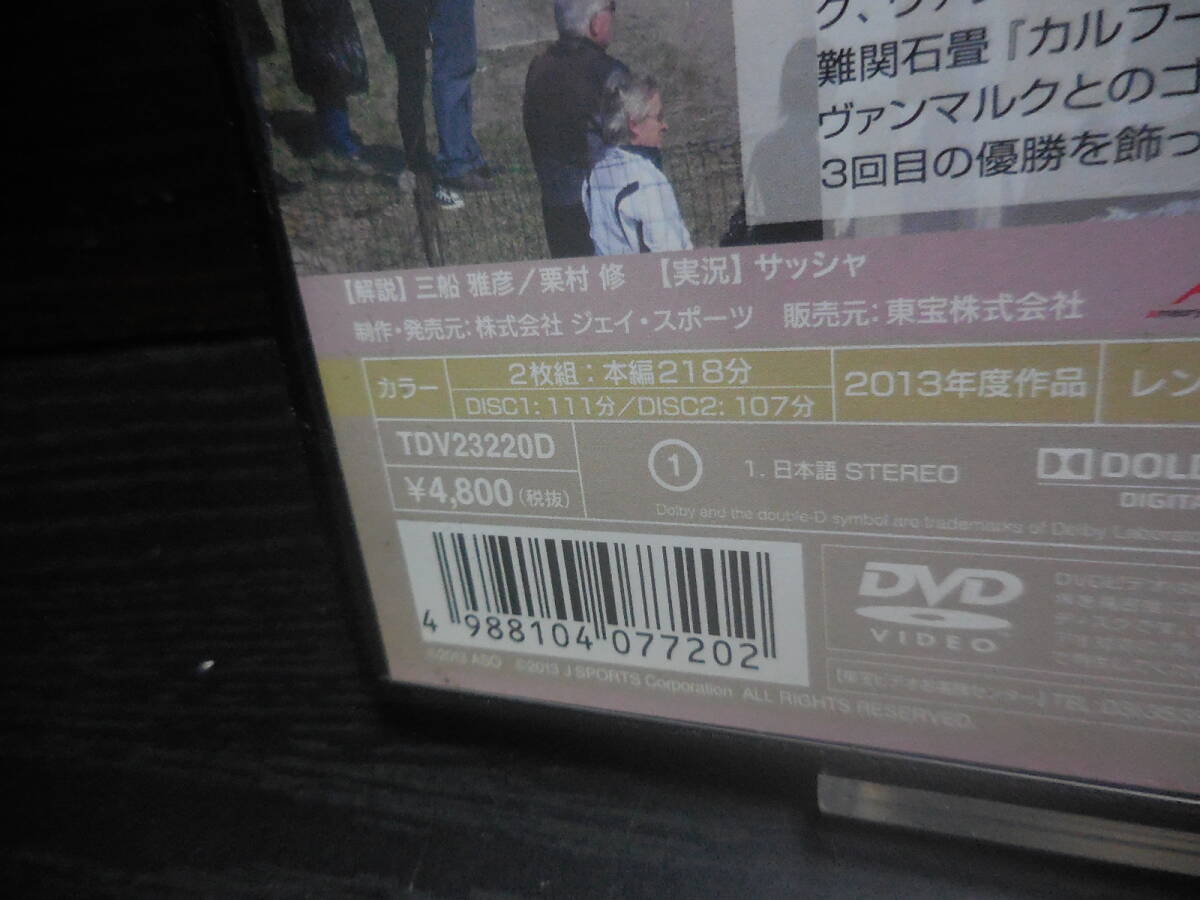 難関石畳『カルフー
ヴァンマルクとのゴ
3回目の優勝を飾っ
【解説】三船 雅彦／栗村 修 【実況】サッシャ
制作・発売元：株式会社 ジェイ・スポーツ 販売元：東宝株式会社
カラー
2枚組：本編218分
DISC1：111分／DISC2：107分
2013年度作品
レン
TDV23220D
¥4,800（税抜）
① 1. 日本語 STEREO
DOLB
DIGITA
Dolby and the double-D symbol are trademarks of Dolby Laborat
4 988104 077202
DVD
VIDEO
©2013 ASO ©2013 J SPORTS Corporation ALL RIGHTS RESERVED.